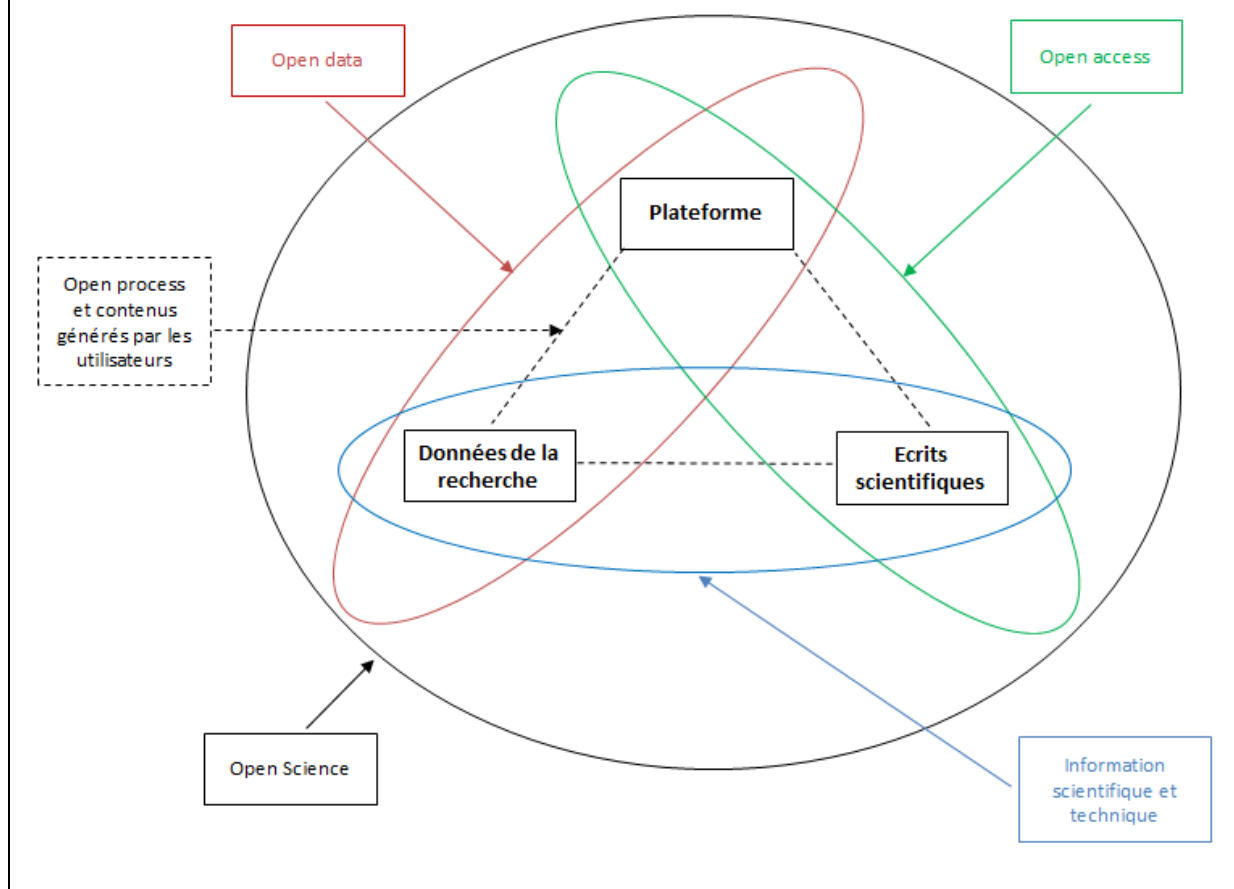 Open data
Open access
Plateforme
Open process
et contenus
générés par les
utilisateurs
Données de la
recherche
Ecrits
scientifiques
Open Science
Information
scientifique et
technique